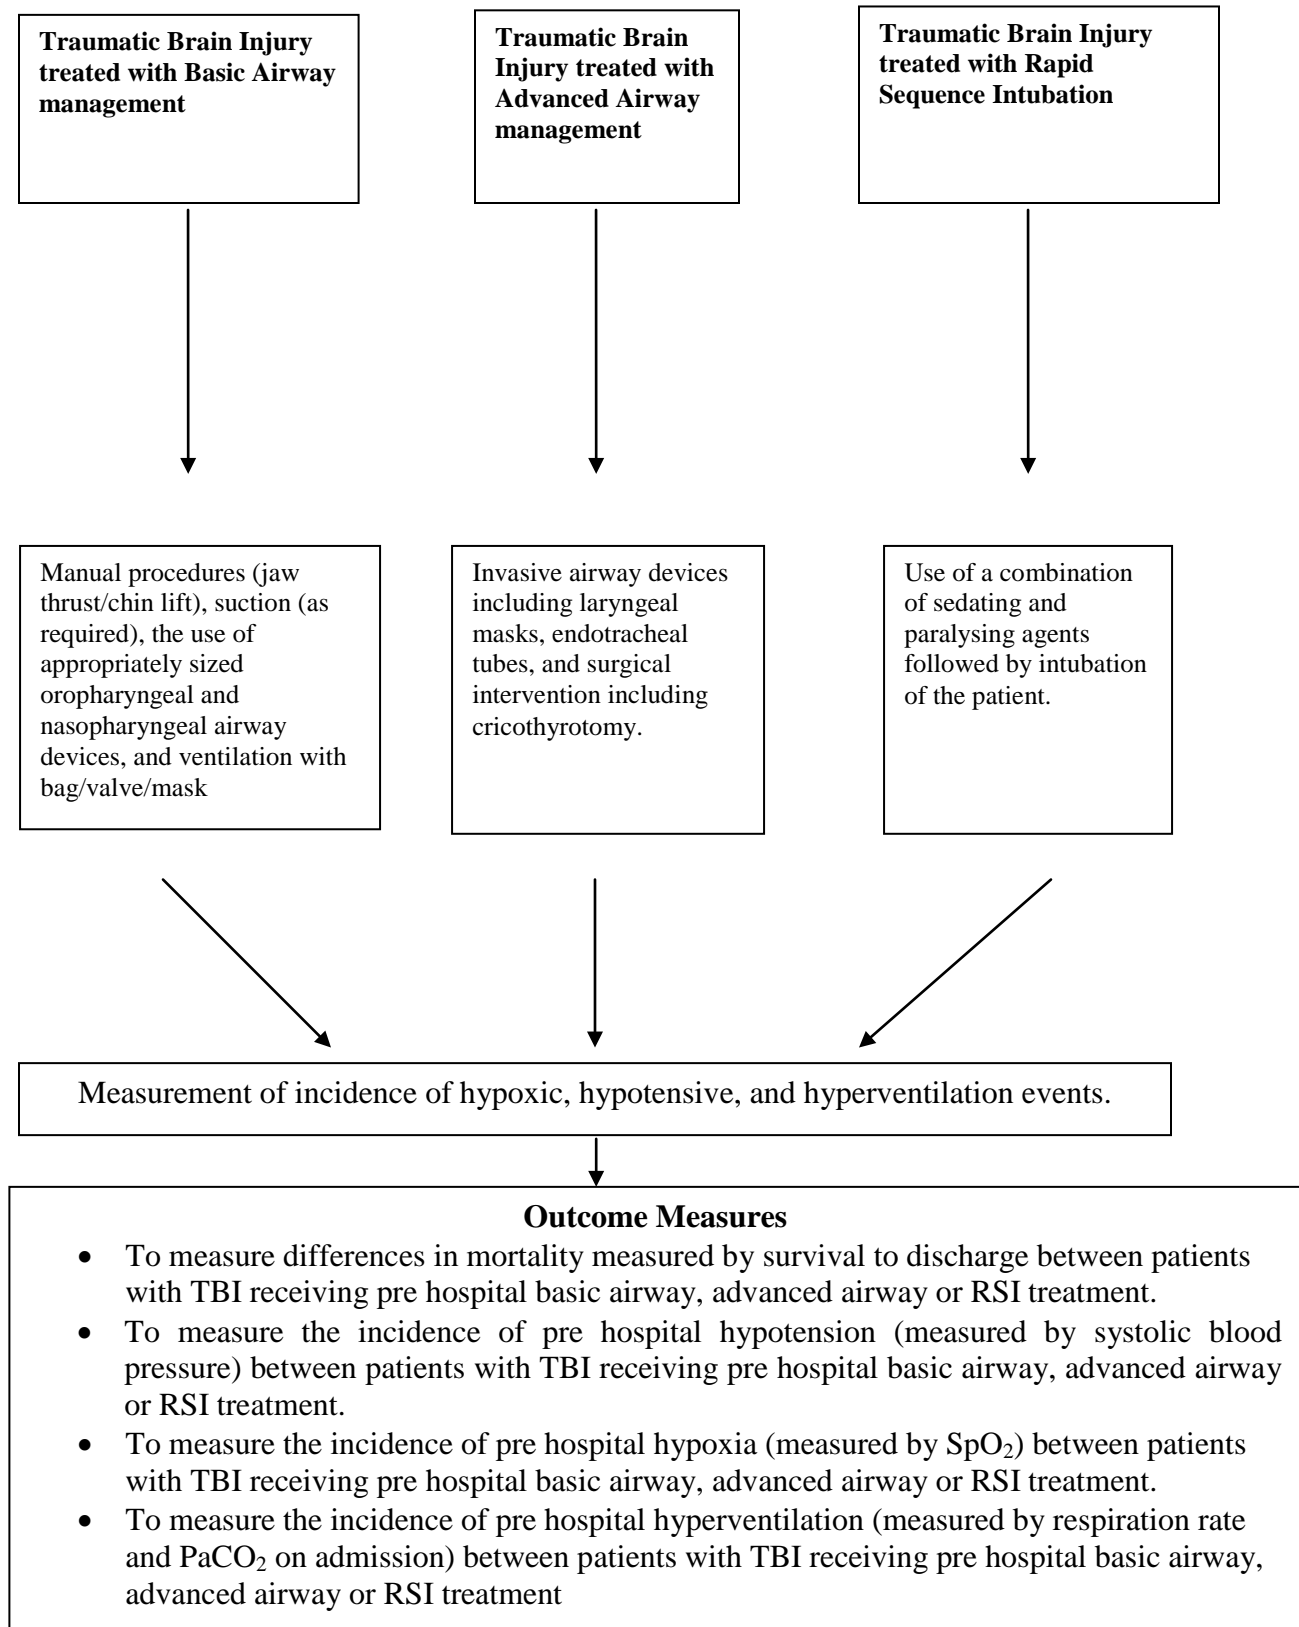 Traumatic Brain Injury
treated with Basic Airway
management
Traumatic Brain
Injury treated with
Advanced Airway
management
Traumatic Brain Injury
treated with Rapid
Sequence Intubation
Manual procedures (jaw
thrust/chin lift), suction (as
required), the use of
appropriately sized
oropharyngeal and
nasopharyngeal airway
devices, and ventilation with
bag/valve/mask
Invasive airway devices
including laryngeal
masks, endotracheal
tubes, and surgical
intervention including
cricothyrotomy.
Use of a combination
of sedating and
paralysing agents
followed by intubation
of the patient.
Measurement of incidence of hypoxic, hypotensive, and hyperventilation events.
Outcome Measures
• To measure differences in mortality measured by survival to discharge between patients
with TBI receiving pre hospital basic airway, advanced airway or RSI treatment.
• To measure the incidence of pre hospital hypotension (measured by systolic blood
pressure) between patients with TBI receiving pre hospital basic airway, advanced airway
or RSI treatment.
• To measure the incidence of pre hospital hypoxia (measured by SpO₂) between patients
with TBI receiving pre hospital basic airway, advanced airway or RSI treatment.
• To measure the incidence of pre hospital hyperventilation (measured by respiration rate
and PaCO₂ on admission) between patients with TBI receiving pre hospital basic airway,
advanced airway or RSI treatment